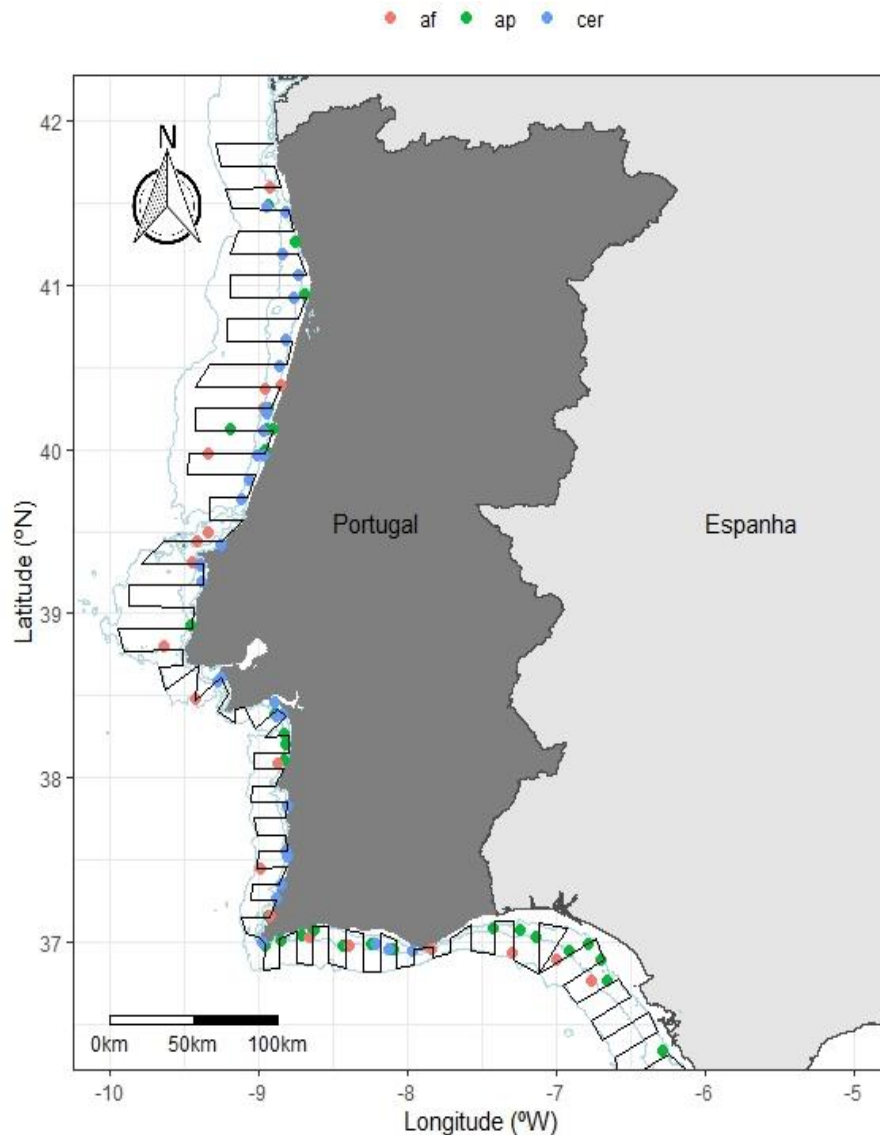 af ap cer
N
42
41
40
39
38
37
Latitude (ºN)
Portugal
Espanha
0km 50km 100km
-10 -9 -8 -7 -6 -5
Longitude (ºW)